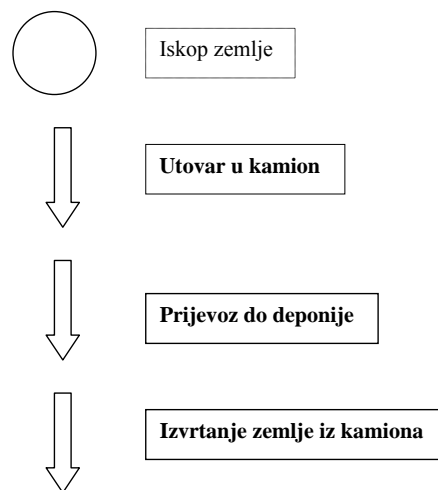 Iskop zemlje
Utovar u kamion
Prijevoz do deponije
Izvrtanje zemlje iz kamiona